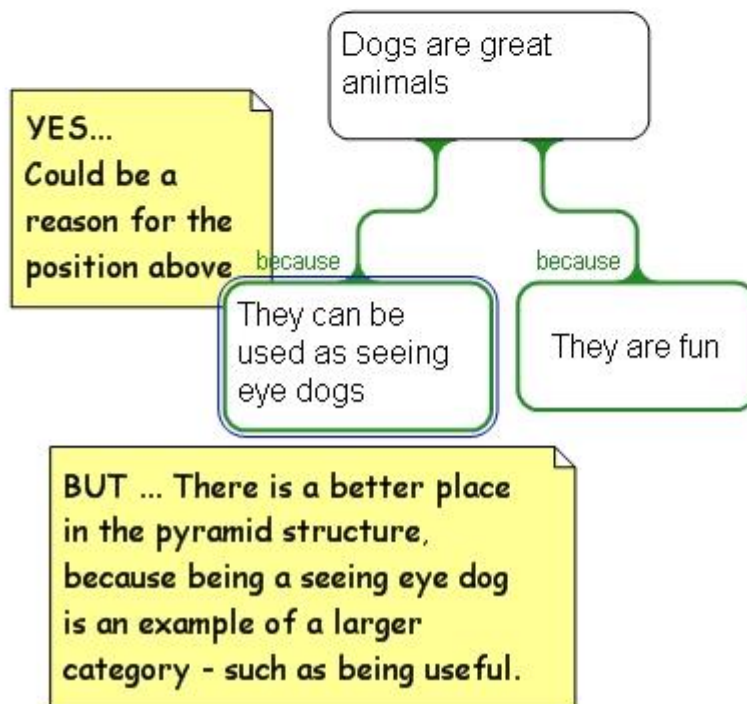 Dogs are great
animals
YES...
Could be a
reason for the
position above
because
because
They can be
used as seeing
eye dogs
They are fun
BUT ... There is a better place
in the pyramid structure,
because being a seeing eye dog
is an example of a larger
category - such as being useful.